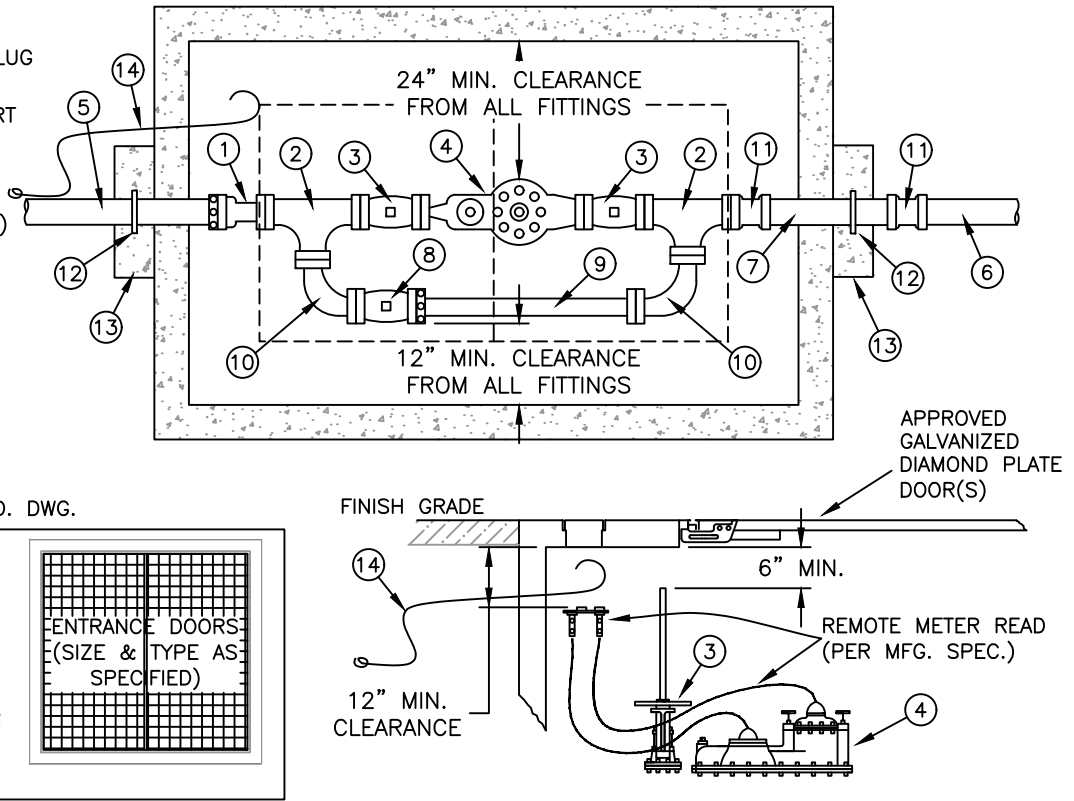 LUG
RT
)
14
5
1
2
3
4
24” MIN. CLEARANCE
FROM ALL FITTINGS
3
2
11
11
12
13
10
8
9
7
12
6
13
10
12” MIN. CLEARANCE
FROM ALL FITTINGS
APPROVED
GALVANIZED
DIAMOND PLATE
DOOR(S)
D. DWG.
ENTRANCE DOORS
(SIZE & TYPE AS
SPECIFIED)
FINISH GRADE
14
6” MIN.
REMOTE METER READ
(PER MFG. SPEC.)
3
4
12” MIN.
CLEARANCE